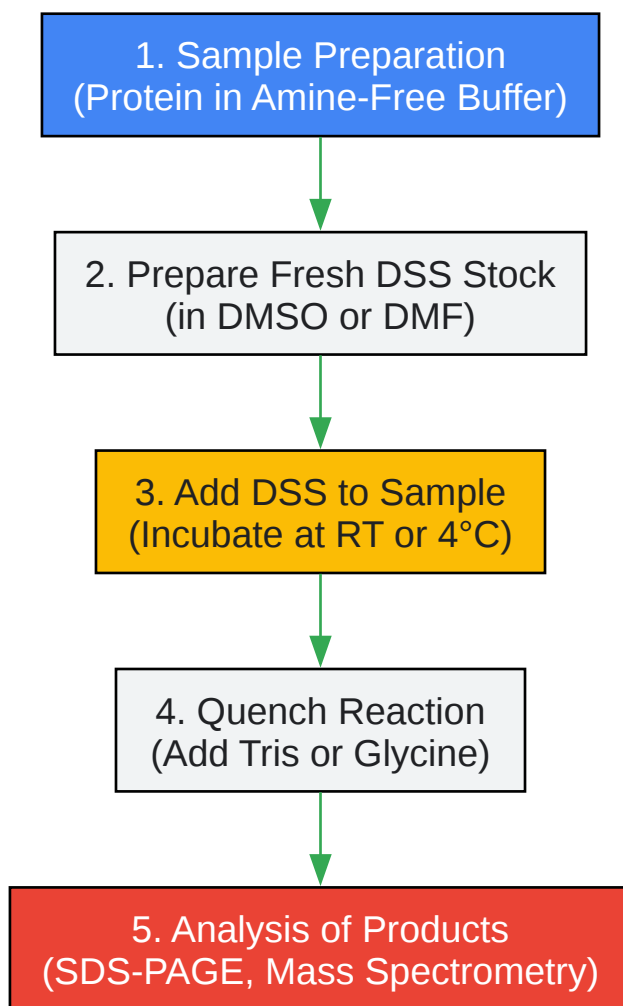 1. Sample Preparation
(Protein in Amine-Free Buffer)
2. Prepare Fresh DSS Stock
(in DMSO or DMF)
3. Add DSS to Sample
(Incubate at RT or 4°C)
4. Quench Reaction
(Add Tris or Glycine)
5. Analysis of Products
(SDS-PAGE, Mass Spectrometry)